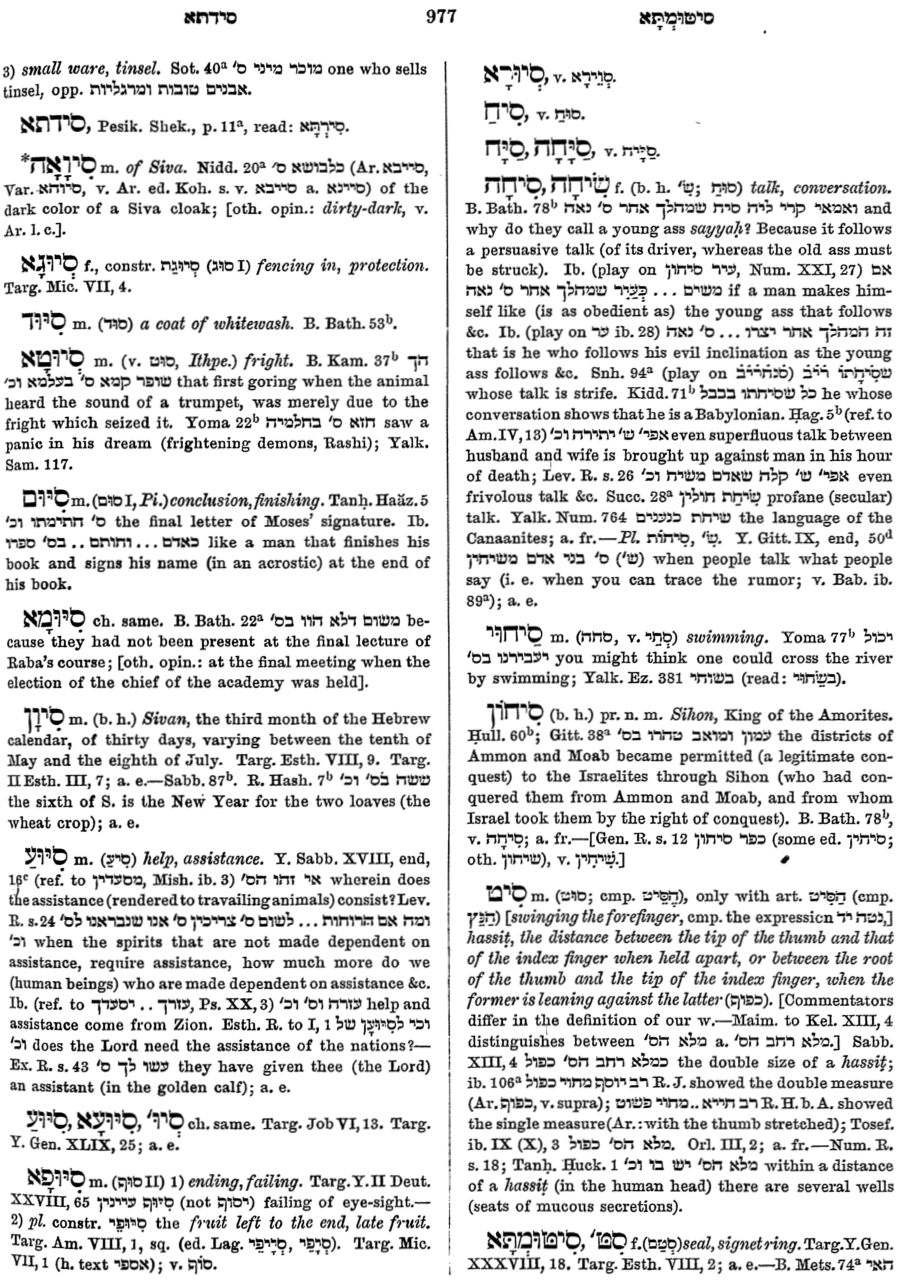 סידתא
977
סיטוּמְתָּא
3) small ware, tinsel. Sot. 40ᵃ מוכר מיני ס' one who sells
tinsel, opp. אבנים טובות ומרגליות.
סידתא, Pesik. Shek., p. 11ᵃ, read: סִירְתָּא.
*סִיוָאָה m. of Siva. Nidd. 20ᵃ כלבושא ס' (Ar. סייבא,
Var. סיוחא, v. Ar. ed. Koh. s. v. סייבא a. סיינא) of the
dark color of a Siva cloak; [oth. opin.: dirty-dark, v.
Ar. l. c.].
סְיוּגָא f., constr. סְיוּגַת (סוּג I) fencing in, protection.
Targ. Mic. VII, 4.
סִיּוּד m. (סוּד) a coat of whitewash. B. Bath. 53ᵇ.
סִיּוּטָא m. (v. סוט, Ithpe.) fright. B. Kam. 37ᵇ הך
שופר קמא ס' בעלמא וכ' that first goring when the animal
heard the sound of a trumpet, was merely due to the
fright which seized it. Yoma 22ᵇ חזא ס' בחלמיה saw a
panic in his dream (frightening demons, Rashi); Yalk.
Sam. 117.
סִיּוּם m. (סום I, Pi.) conclusion, finishing. Tanḥ. Haäz. 5
ס' חתימתו וכ' the final letter of Moses' signature. Ib.
כאדם ... וחותם .. בס' ספרו like a man that finishes his
book and signs his name (in an acrostic) at the end of
his book.
סִיּוּמָא ch. same. B. Bath. 22ᵃ משום דלא הוו בס' be-
cause they had not been present at the final lecture of
Raba's course; [oth. opin.: at the final meeting when the
election of the chief of the academy was held].
סִיוָן m. (b. h.) Sivan, the third month of the Hebrew
calendar, of thirty days, varying between the tenth of
May and the eighth of July. Targ. Esth. VIII, 9. Targ.
II Esth. III, 7; a. e.—Sabb. 87ᵇ. R. Hash. 7ᵇ ששה בס' וכ'
the sixth of S. is the New Year for the two loaves (the
wheat crop); a. e.
סִיּוּעַ m. (סִיֵּע) help, assistance. Y. Sabb. XVIII, end,
16ᶜ (ref. to מסעדין, Mish. ib. 3) אי זהו הס' wherein does
the assistance (rendered to travailing animals) consist? Lev.
R. s. 24 ומה אם הרוחות ... לשום ס' צריכין ס' אנו שנבראנו לס'
וכ' when the spirits that are not made dependent on
assistance, require assistance, how much more do we
(human beings) who are made dependent on assistance &c.
Ib. (ref. to עזרך .. יסעדך, Ps. XX, 3) עזרה וס' וכ' help and
assistance come from Zion. Esth. R. to I, 1 וכי לסִיּוּעָן של
וכ' does the Lord need the assistance of the nations?—
Ex. R. s. 43 עשו לך ס' they have given thee (the Lord)
an assistant (in the golden calf); a. e.
סִיּוּעַ, סִיּוּעָא, סִיוּ' ch. same. Targ. Job VI, 13. Targ.
Y. Gen. XLIX, 25; a. e.
סִיּוּפָא m. (סוּף II) 1) ending, failing. Targ. Y. II Deut.
XXVIII, 65 סִיּוּף עיינין (not יסוף) failing of eye-sight.—
2) pl. constr. סִיּוּפֵי the fruit left to the end, late fruit.
Targ. Am. VIII, 1, sq. (ed. Lag. סְיָפֵי, סְיֵיפֵי). Targ. Mic.
VII, 1 (h. text אספי); v. סוֹף.
סְיוּרָא, v. סְוֵירָא.
סִיחַ, v. סוּחַ.
סַיָּח, סַיָּחָה, v. סַיָּיח.
סִיחָה, שִׂיחָה f. (b. h. שׂ'; סוּחַ) talk, conversation.
B. Bath. 78ᵇ ואמאי קרי ליה סיח שמהלך אחר ס' נאה and
why do they call a young ass sayyaḥ? Because it follows
a persuasive talk (of its driver, whereas the old ass must
be struck). Ib. (play on עיר סיחון, Num. XXI, 27) אם
משים ... כְּעַיִר שמהלך אחר ס' נאה if a man makes him-
self like (is as obedient as) the young ass that follows
&c. Ib. (play on ער ib. 28) זה המהלך אחר יצרו ... ס' נאה
that is he who follows his evil inclination as the young
ass follows &c. Snh. 94ᵃ (play on סנחריב) שסִיחָתוֹ רִיב
whose talk is strife. Kidd. 71ᵇ כל שסיחתו בבבל he whose
conversation shows that he is a Babylonian. Ḥag. 5ᵇ (ref. to
Am. IV, 13) אפי' ש' יתירה וכ' even superfluous talk between
husband and wife is brought up against man in his hour
of death; Lev. R. s. 26 אפי' ש' קלה שאדם משיח וכ' even
frivolous talk &c. Succ. 28ᵃ שִׂיחַת חולין profane (secular)
talk. Yalk. Num. 764 שיחת כנענים the language of the
Canaanites; a. fr.—Pl. סִיחוֹת, שׂ'. Y. Gitt. IX, end, 50ᵈ
(ש') ס' בני אדם משיחין when people talk what people
say (i. e. when you can trace the rumor; v. Bab. ib.
89ᵃ); a. e.
סִיחוּי m. (סחה, v. סְחֵי) swimming. Yoma 77ᵇ יכול
יעבירנו בס' you might think one could cross the river
by swimming; Yalk. Ez. 381 בשוחי (read: בשִׂחוּי).
סִיחוֹן (b. h.) pr. n. m. Sihon, King of the Amorites.
Ḥull. 60ᵇ; Gitt. 38ᵃ עמון ומואב טהרו בס' the districts of
Ammon and Moab became permitted (a legitimate con-
quest) to the Israelites through Sihon (who had con-
quered them from Ammon and Moab, and from whom
Israel took them by the right of conquest). B. Bath. 78ᵇ,
v. סִיחָה; a. fr.—[Gen. R. s. 12 כפר סיחון (some ed. סיחין;
oth. שיחון), v. שִׁיחִין.]
סִיט m. (סוּט; cmp. הֵסִיט), only with art. הַסִּיט (cmp.
הֵנֵץ) [swinging the forefinger, cmp. the expression נטה יד,]
hassiṭ, the distance between the tip of the thumb and that
of the index finger when held apart, or between the root
of the thumb and the tip of the index finger, when the
former is leaning against the latter (כפוף). [Commentators
differ in the definition of our w.—Maim. to Kel. XIII, 4
distinguishes between מלא הס' a. מלא רחב הס'.] Sabb.
XIII, 4 כמלא רחב הס' כפול the double size of a hassiṭ;
ib. 106ᵃ רב יוסף מחוי כפול R. J. showed the double measure
(Ar. כפוף, v. supra); רב חייא.. מחוי פשוט R. H. b. A. showed
the single measure (Ar.: with the thumb stretched); Tosef.
ib. IX (X), 3 מלא הס' כפול. Orl. III, 2; a. fr.—Num. R.
s. 18; Tanḥ. Ḥuck. 1 מלא הס' יש בו וכ' within a distance
of a hassiṭ (in the human head) there are several wells
(seats of mucous secretions).
סִיטוּמְתָּא, סִטּ' f. (סְטַם) seal, signet ring. Targ. Y. Gen.
XXXVIII, 18. Targ. Esth. VIII, 2; a. e.—B. Mets. 74ᵃ האי